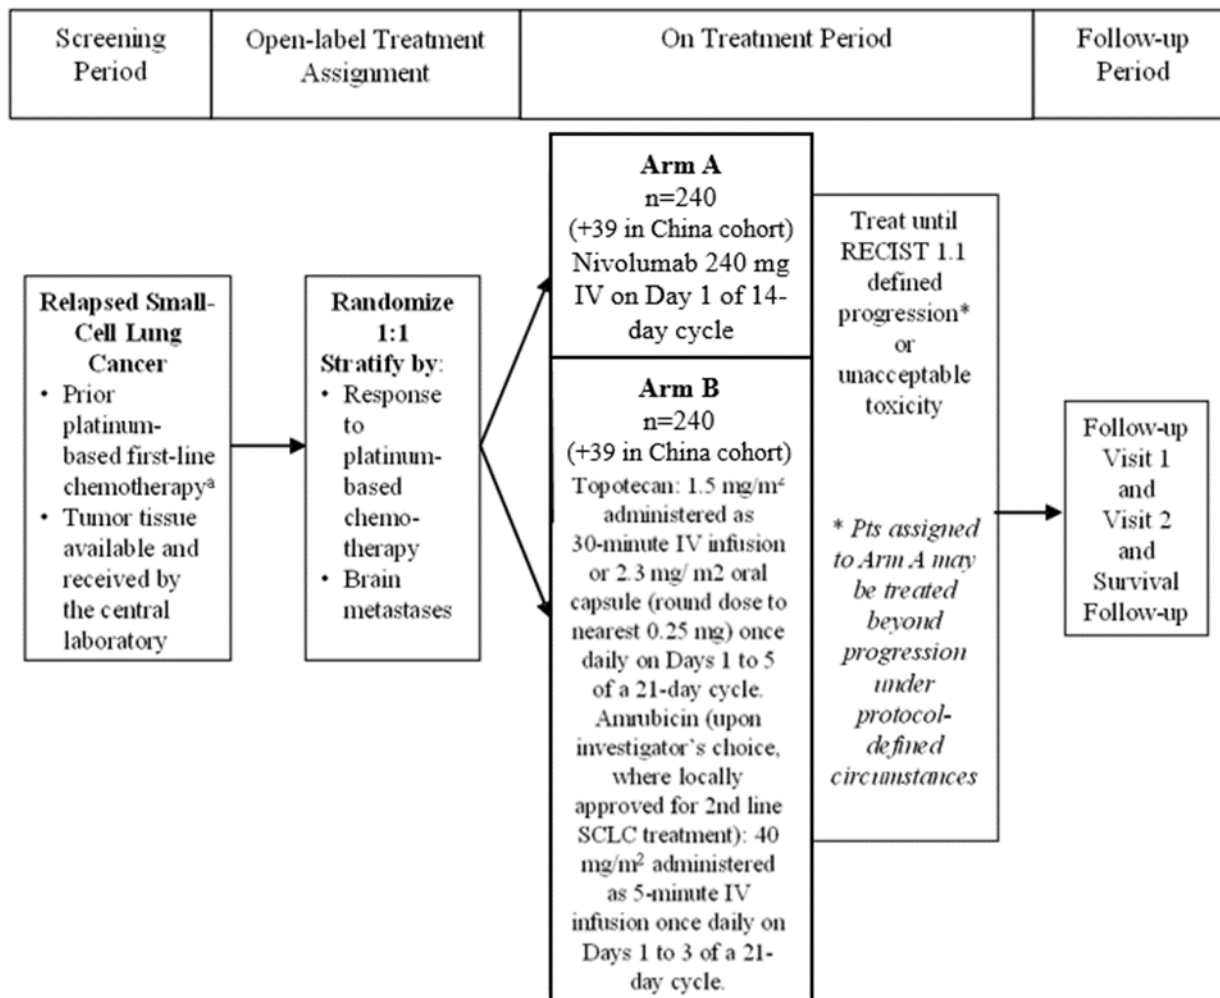 Screening
Period
Open-label Treatment
Assignment
On Treatment Period
Follow-up
Period
Relapsed Small-
Cell Lung
Cancer
• Prior
platinum-
based first-line
chemotherapyᵃ
• Tumor tissue
available and
received by
the central
laboratory
Randomize
1:1
Stratify by:
• Response
to
platinum-
based
chemo-
therapy
• Brain
metastases
Arm A
n=240
(+39 in China cohort)
Nivolumab 240 mg
IV on Day 1 of 14-
day cycle
Arm B
n=240
(+39 in China cohort)
Topotecan: 1.5 mg/m²
administered as
30-minute IV infusion
or 2.3 mg/ m2 oral
capsule (round dose to
nearest 0.25 mg) once
daily on Days 1 to 5
of a 21-day cycle.
Amrubicin (upon
investigator's choice,
where locally
approved for 2nd line
SCLC treatment): 40
mg/m² administered
as 5-minute IV
infusion once daily on
Days 1 to 3 of a 21-
day cycle.
Treat until
RECIST 1.1
defined
progression*
or
unacceptable
toxicity
* Pts assigned
to Arm A may
be treated
beyond
progression
under
protocol-
defined
circumstances
Follow-up
Visit 1
and
Visit 2
and
Survival
Follow-up